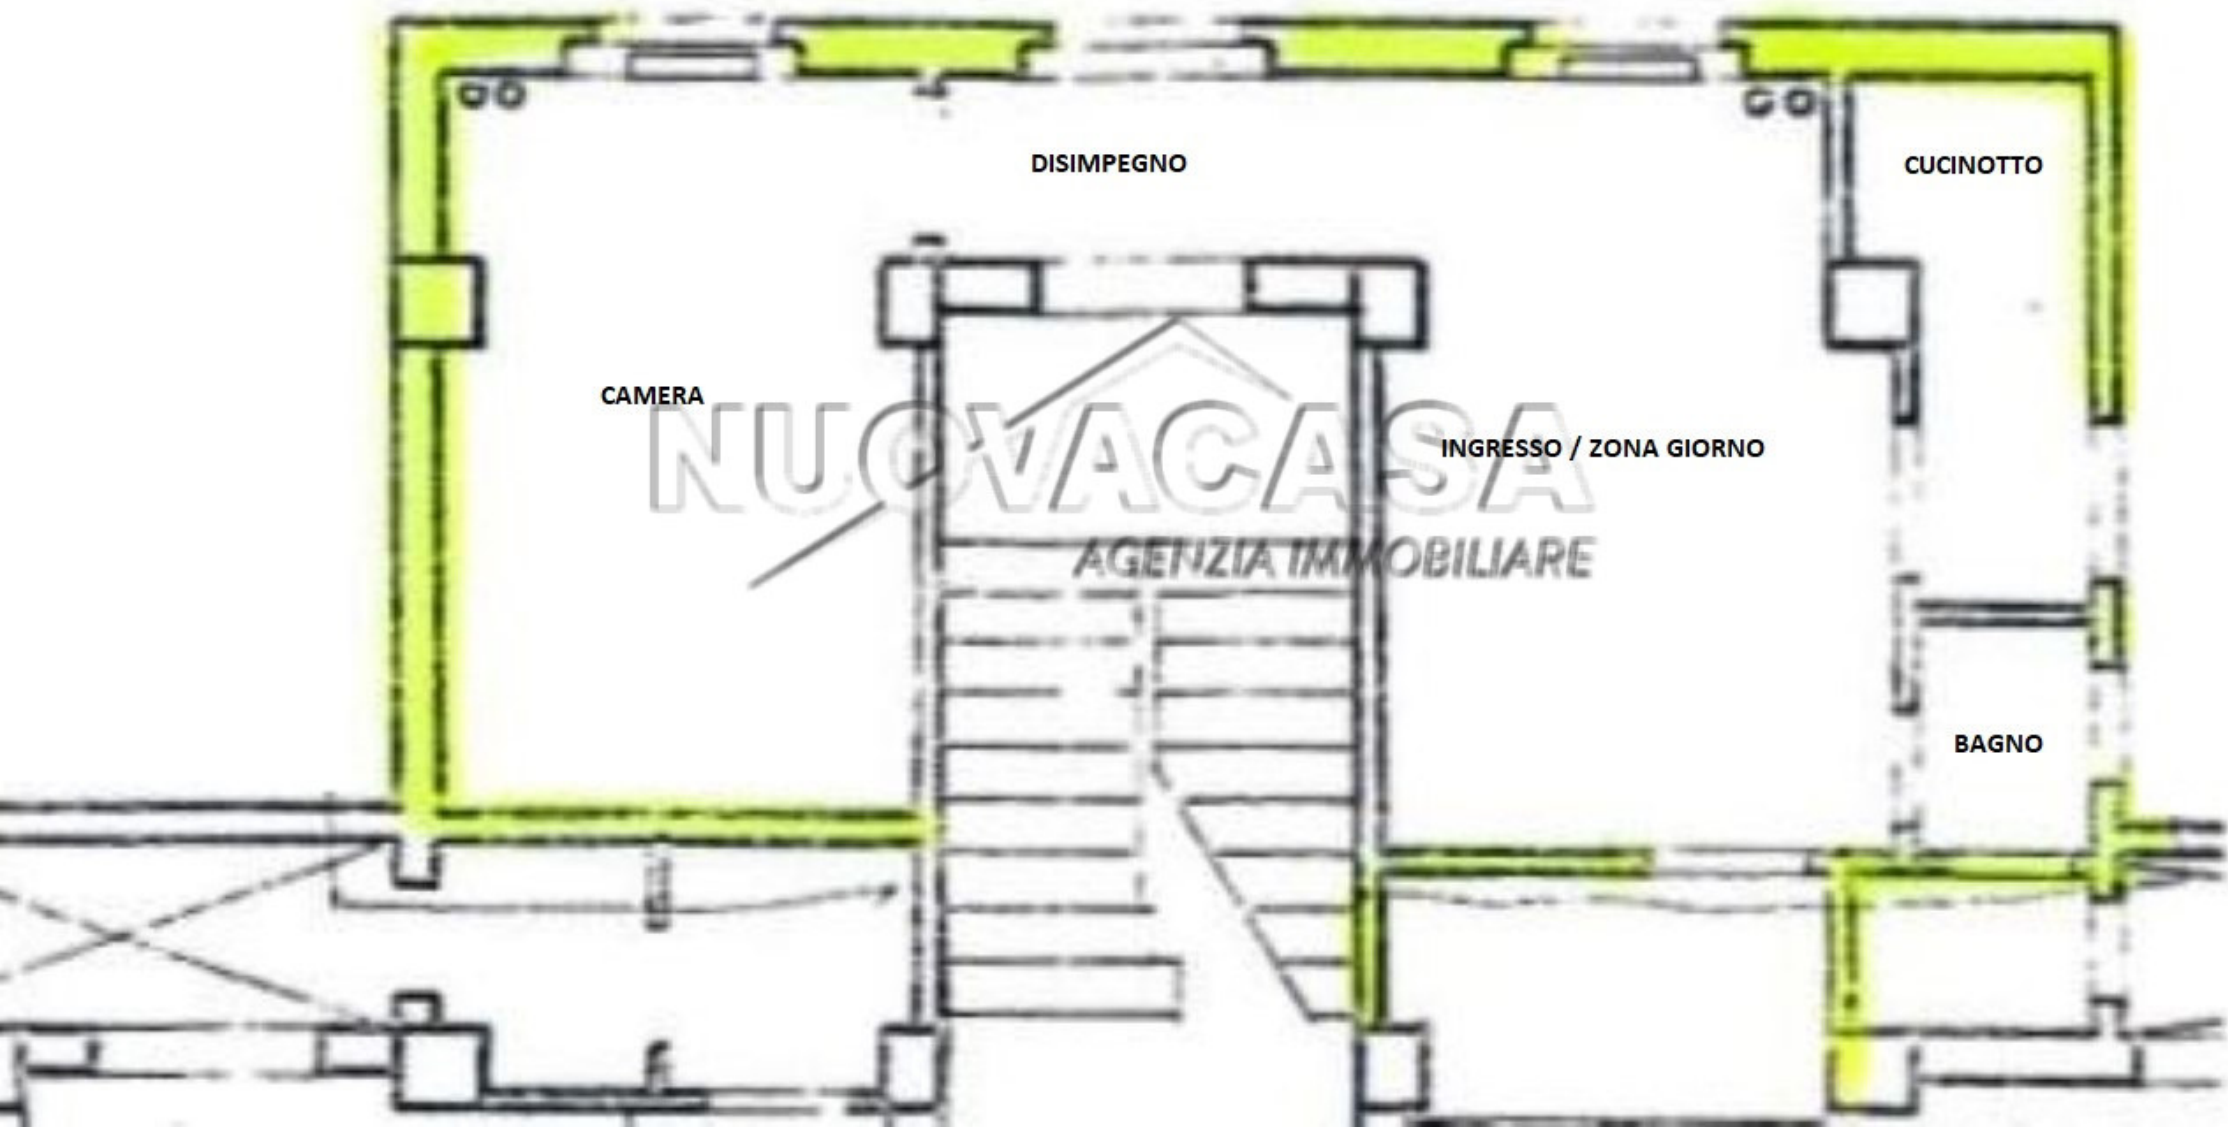 DISIMPEGNO
CUCINOTTO
CAMERA
NUOVACASA
INGRESSO / ZONA GIORNO
AGENZIA IMMOBILIARE
BAGNO